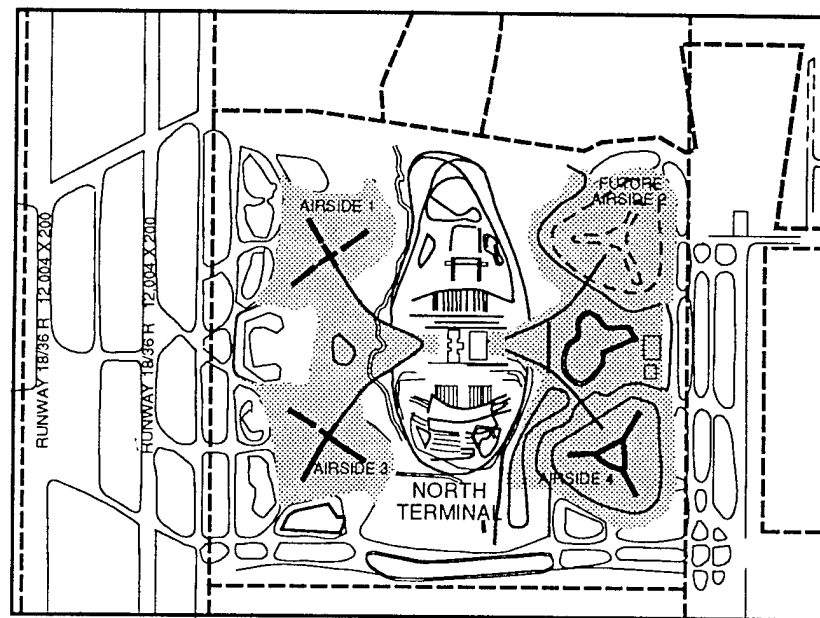 RUNWAY 18/36 R 12,004 X 200
RUNWAY 18/36 R 12,004 X 200
AIRSIDE 1
FUTURE
AIRSIDE 2
AIRSIDE 3
AIRSIDE 4
NORTH
TERMINAL